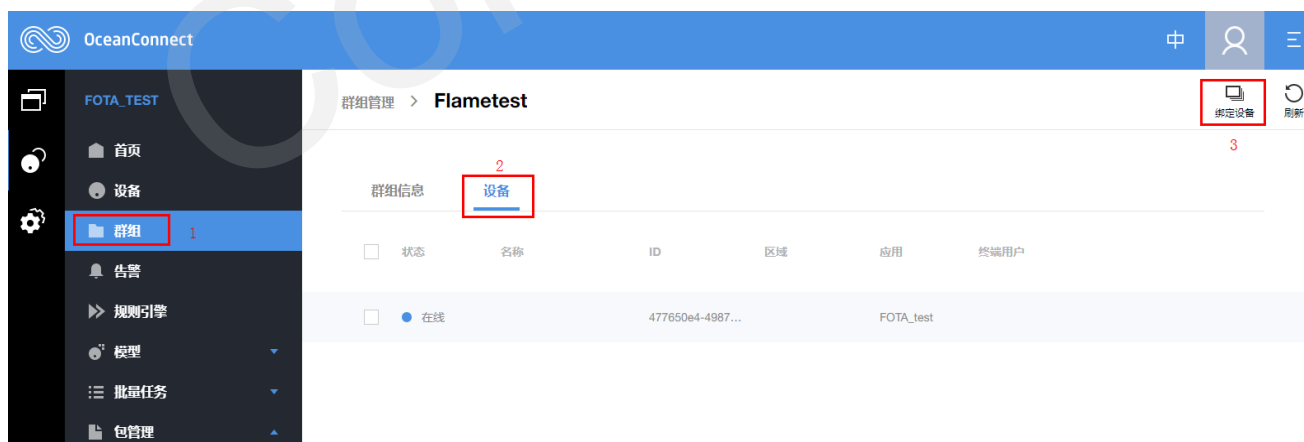 OceanConnect
中
FOTA_TEST
首页
设备
群组
1
告警
规则引擎
模型
批量任务
包管理
群组管理 > Flametest
绑定设备
刷新
3
2
群组信息
设备
状态 名称 ID 区域 应用 终端用户
在线 477650e4-4987... FOTA_test